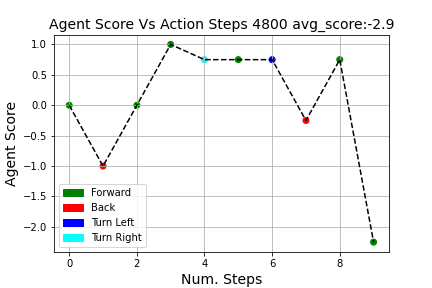 Agent Score Vs Action Steps 4800 avg_score:-2.9
1.0
0.5
0.0
−0.5
−1.0
−1.5
−2.0
Agent Score
Forward
Back
Turn Left
Turn Right
0 2 4 6 8
Num. Steps